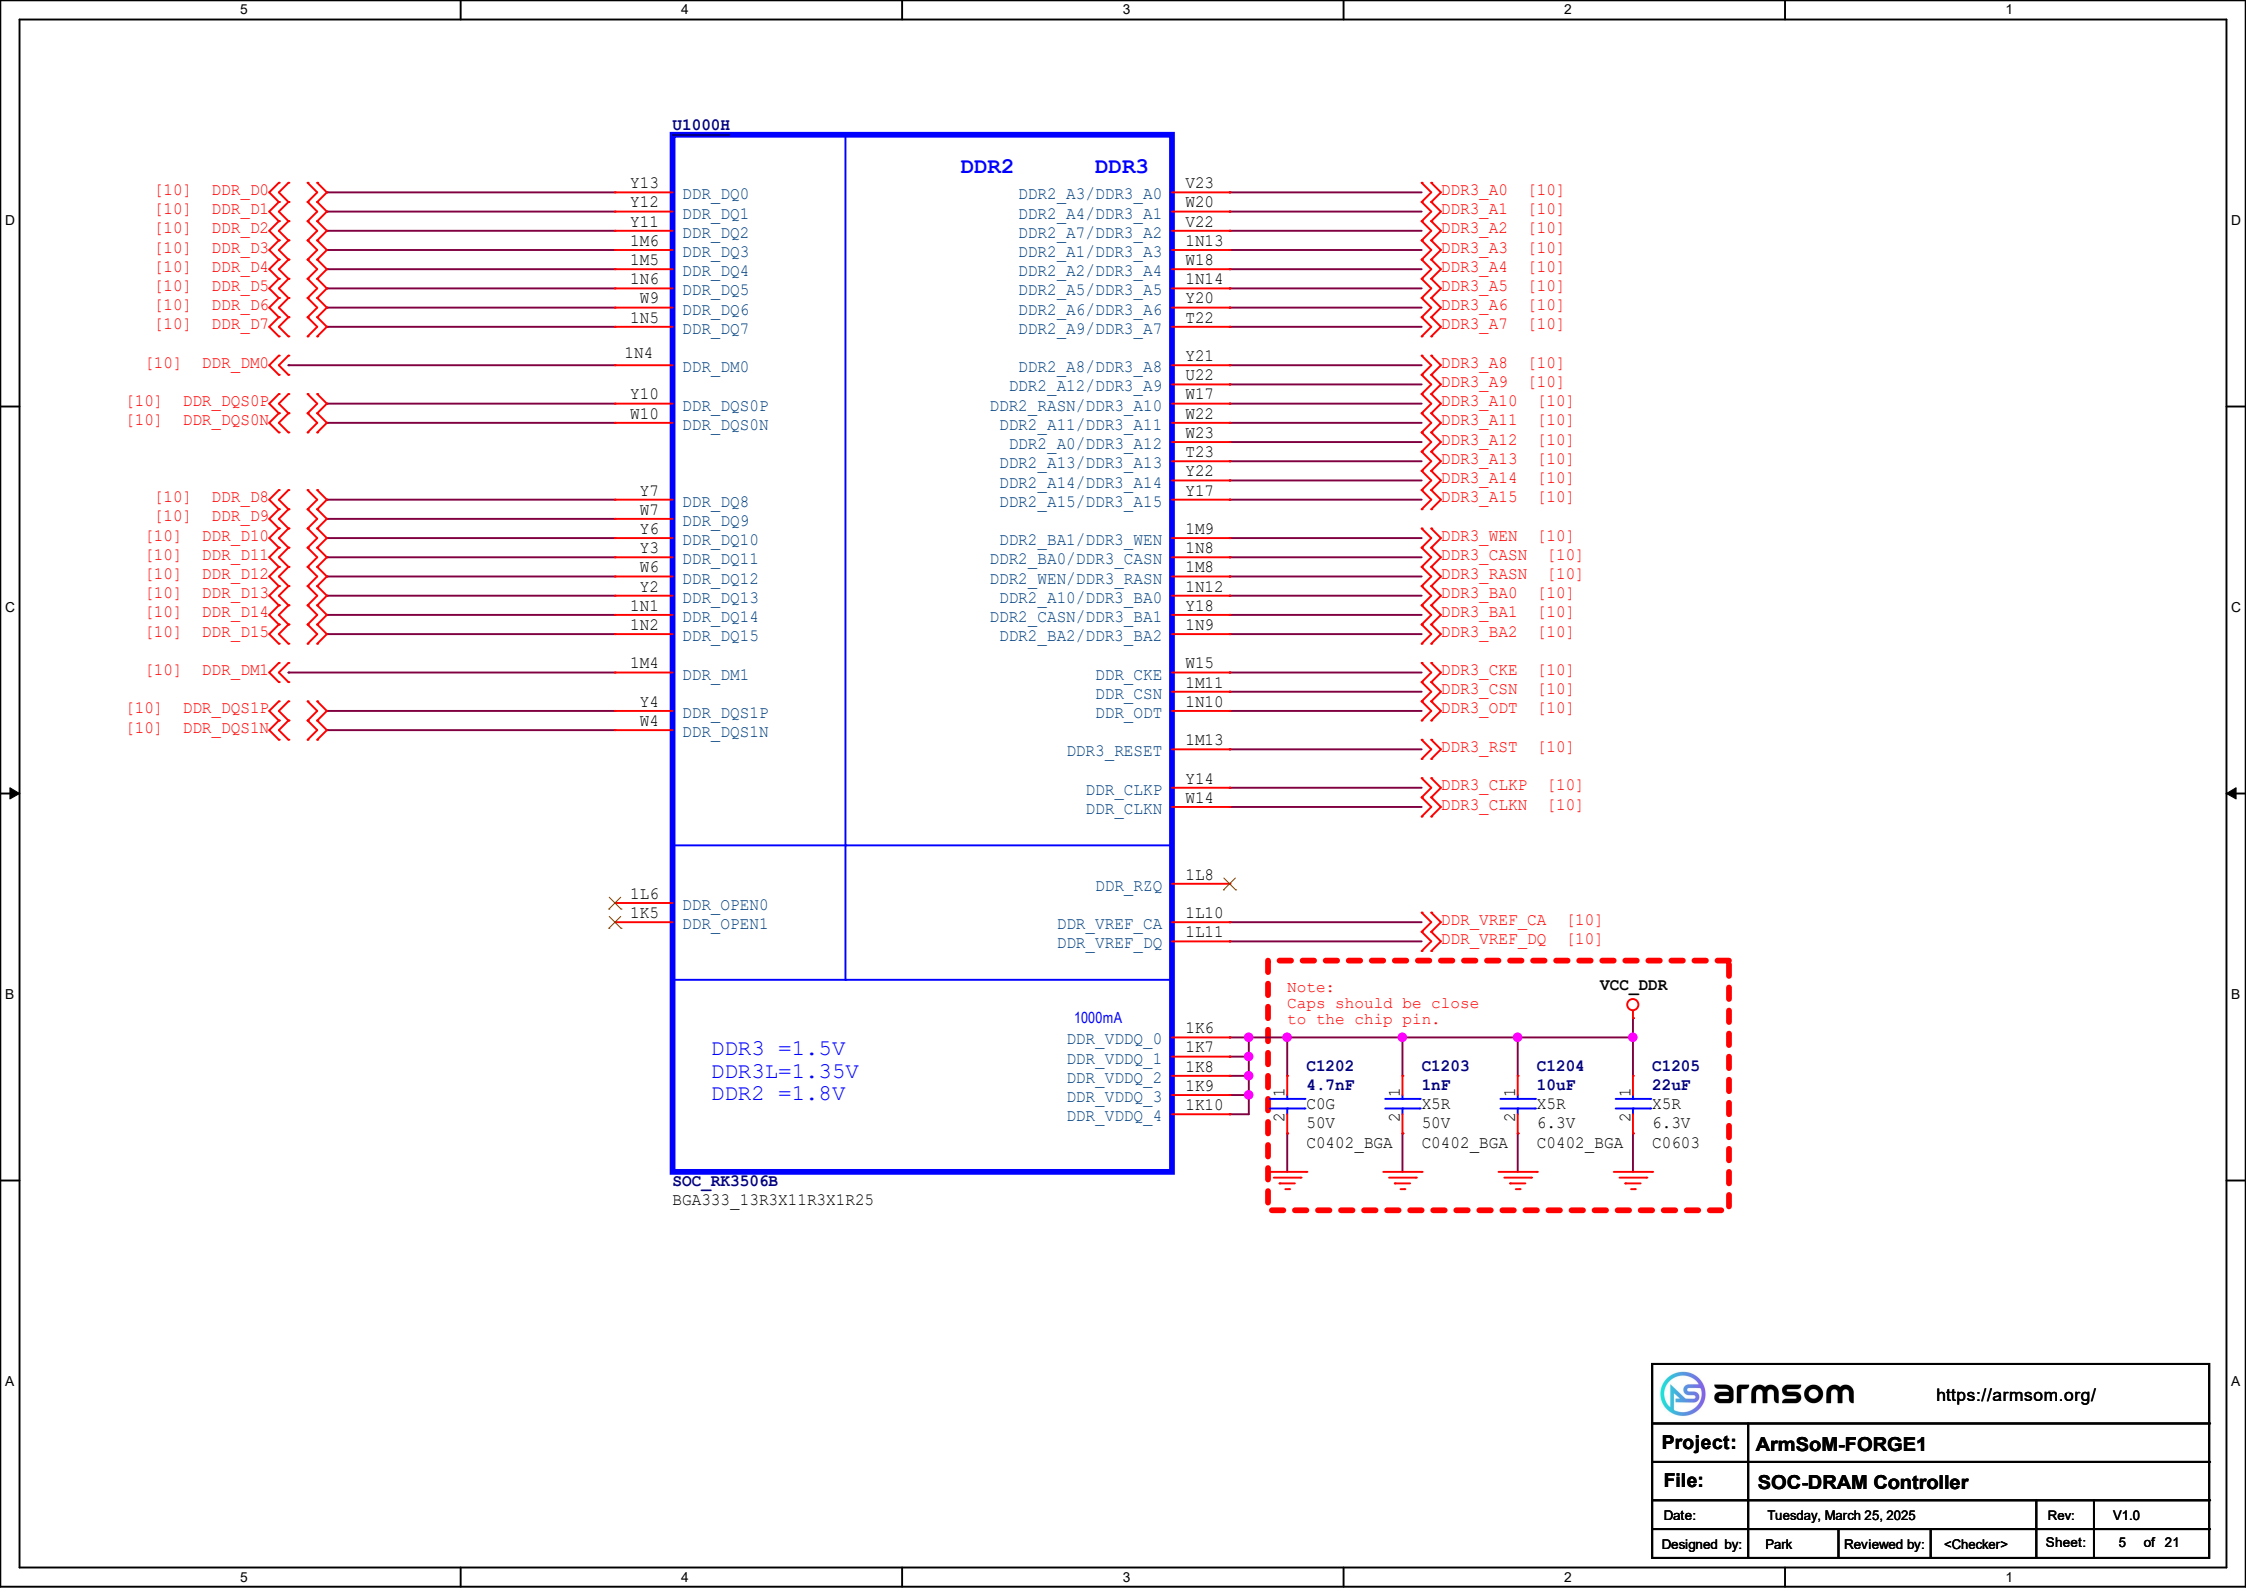 5 4 3 2 1
D
C
B
A
D
C
B
A
U1000H
DDR2 DDR3
[10] DDR_D0 Y13 DDR_DQ0
[10] DDR_D1 Y12 DDR_DQ1
[10] DDR_D2 Y11 DDR_DQ2
[10] DDR_D3 1M6 DDR_DQ3
[10] DDR_D4 1M5 DDR_DQ4
[10] DDR_D5 1N6 DDR_DQ5
[10] DDR_D6 W9 DDR_DQ6
[10] DDR_D7 1N5 DDR_DQ7
[10] DDR_DM0 1N4 DDR_DM0
[10] DDR_DQS0P Y10 DDR_DQS0P
[10] DDR_DQS0N W10 DDR_DQS0N
[10] DDR_D8 Y7 DDR_DQ8
[10] DDR_D9 W7 DDR_DQ9
[10] DDR_D10 Y6 DDR_DQ10
[10] DDR_D11 Y3 DDR_DQ11
[10] DDR_D12 W6 DDR_DQ12
[10] DDR_D13 Y2 DDR_DQ13
[10] DDR_D14 1N1 DDR_DQ14
[10] DDR_D15 1N2 DDR_DQ15
[10] DDR_DM1 1M4 DDR_DM1
[10] DDR_DQS1P Y4 DDR_DQS1P
[10] DDR_DQS1N W4 DDR_DQS1N
1L6 DDR_OPEN0
1K5 DDR_OPEN1
DDR2_A3/DDR3_A0 V23 DDR3_A0 [10]
DDR2_A4/DDR3_A1 W20 DDR3_A1 [10]
DDR2_A7/DDR3_A2 V22 DDR3_A2 [10]
DDR2_A1/DDR3_A3 1N13 DDR3_A3 [10]
DDR2_A2/DDR3_A4 W18 DDR3_A4 [10]
DDR2_A5/DDR3_A5 1N14 DDR3_A5 [10]
DDR2_A6/DDR3_A6 Y20 DDR3_A6 [10]
DDR2_A9/DDR3_A7 T22 DDR3_A7 [10]
DDR2_A8/DDR3_A8 Y21 DDR3_A8 [10]
DDR2_A12/DDR3_A9 U22 DDR3_A9 [10]
DDR2_RASN/DDR3_A10 W17 DDR3_A10 [10]
DDR2_A11/DDR3_A11 W22 DDR3_A11 [10]
DDR2_A0/DDR3_A12 W23 DDR3_A12 [10]
DDR2_A13/DDR3_A13 T23 DDR3_A13 [10]
DDR2_A14/DDR3_A14 Y22 DDR3_A14 [10]
DDR2_A15/DDR3_A15 Y17 DDR3_A15 [10]
DDR2_BA1/DDR3_WEN 1M9 DDR3_WEN [10]
DDR2_BA0/DDR3_CASN 1N8 DDR3_CASN [10]
DDR2_WEN/DDR3_RASN 1M8 DDR3_RASN [10]
DDR2_A10/DDR3_BA0 1N12 DDR3_BA0 [10]
DDR2_CASN/DDR3_BA1 Y18 DDR3_BA1 [10]
DDR2_BA2/DDR3_BA2 1N9 DDR3_BA2 [10]
DDR_CKE W15 DDR3_CKE [10]
DDR_CSN 1M11 DDR3_CSN [10]
DDR_ODT 1N10 DDR3_ODT [10]
DDR3_RESET 1M13 DDR3_RST [10]
DDR_CLKP Y14 DDR3_CLKP [10]
DDR_CLKN W14 DDR3_CLKN [10]
DDR_RZQ 1L8
DDR_VREF_CA 1L10 DDR_VREF_CA [10]
DDR_VREF_DQ 1L11 DDR_VREF_DQ [10]
DDR3 =1.5V
DDR3L=1.35V
DDR2 =1.8V
1000mA
DDR_VDDQ_0 1K6
DDR_VDDQ_1 1K7
DDR_VDDQ_2 1K8
DDR_VDDQ_3 1K9
DDR_VDDQ_4 1K10
Note:
Caps should be close
to the chip pin.
VCC_DDR
C1202 C1203 C1204 C1205
4.7nF 1nF 10uF 22uF
1 1 1 1
C0G X5R X5R X5R
2 2 2 2
50V 50V 6.3V 6.3V
C0402_BGA C0402_BGA C0402_BGA C0603
SOC_RK3506B
BGA333_13R3X11R3X1R25
armsom https://armsom.org/
Project: ArmSoM-FORGE1
File: SOC-DRAM Controller
Date: Tuesday, March 25, 2025 Rev: V1.0
Designed by: Park Reviewed by: <Checker> Sheet: 5 of 21
5 4 3 2 1